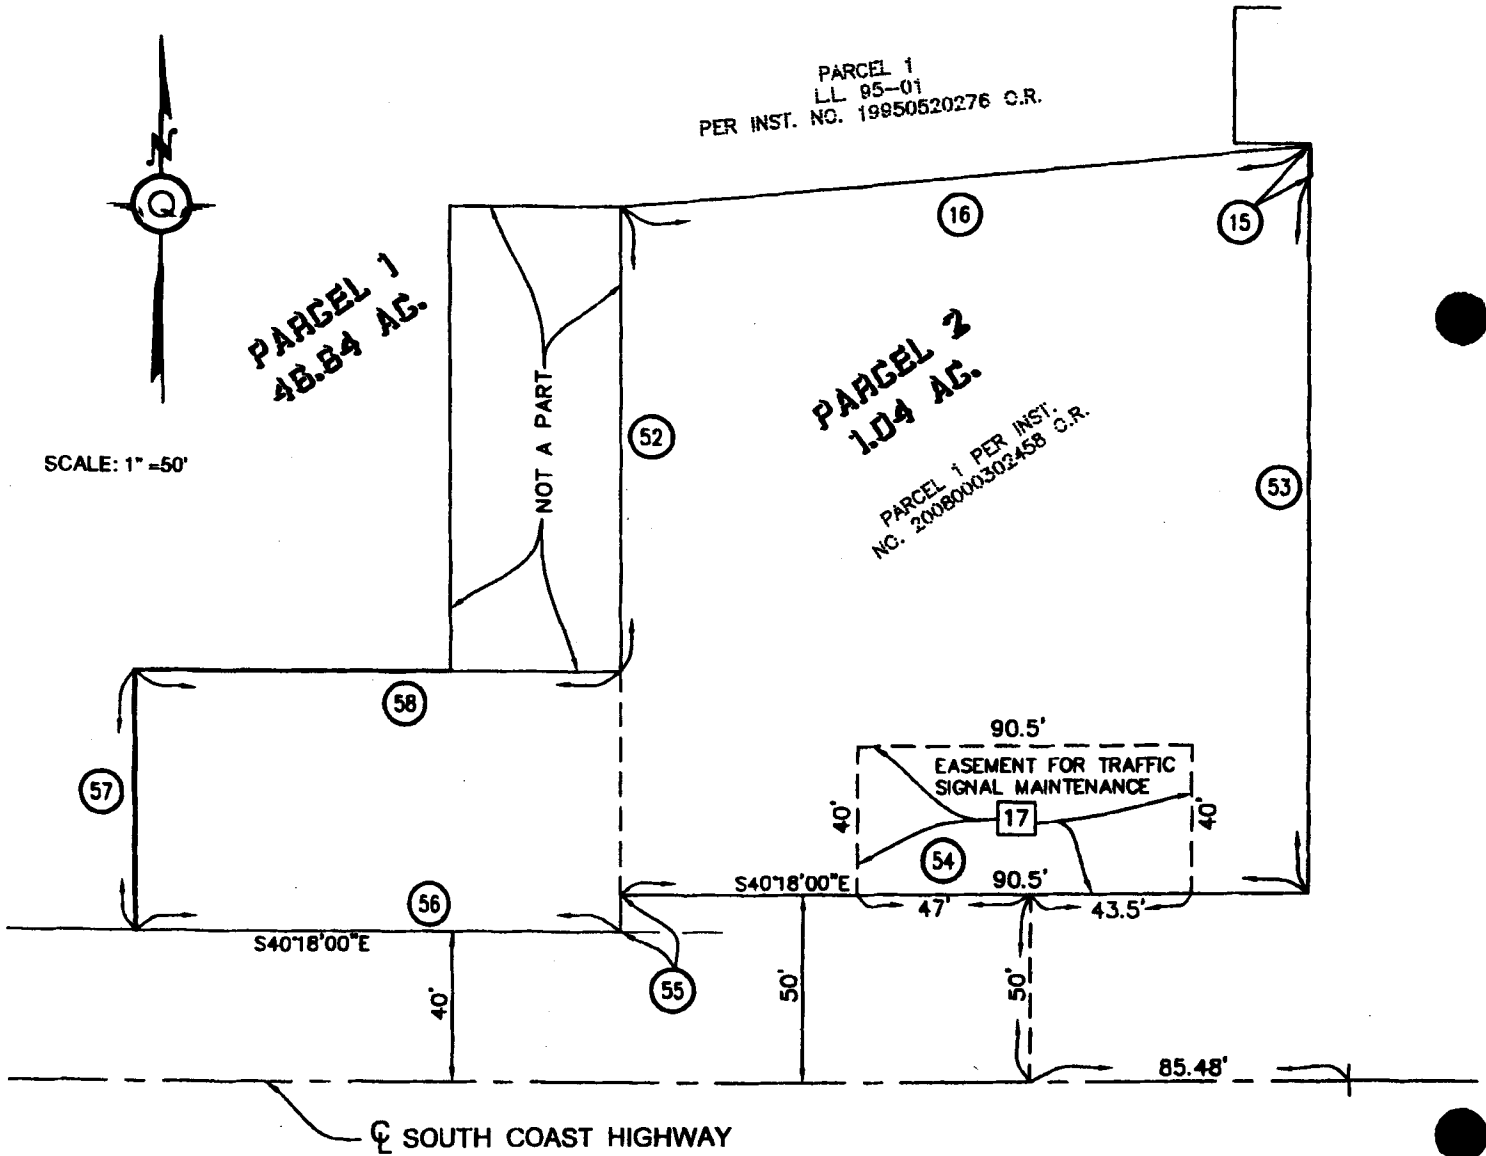 PARCEL 1
LL 95-01
PER INST. NO. 19950520276 O.R.
N
Q
16
15
PARCEL 1
48.84 AC.
PARCEL 2
1.04 AC.
PARCEL 1 PER INST.
NO. 2008000302458 O.R.
SCALE: 1" =50'
NOT A PART
52
53
58
57
90.5'
EASEMENT FOR TRAFFIC
SIGNAL MAINTENANCE
40'
17
40'
54
S40°18'00"E
90.5'
47'
43.5'
56
S40°18'00"E
55
40'
50'
50'
85.48'
℄ SOUTH COAST HIGHWAY